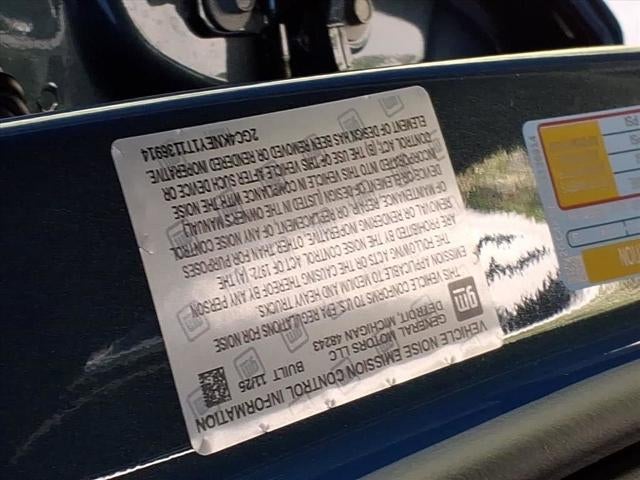 VEHICLE NOISE EMISSION CONTROL INFORMATION
gm
GENERAL MOTORS LLC
DETROIT, MICHIGAN 48243
BUILT 11/25
THIS VEHICLE CONFORMS TO U.S. EPA REGULATIONS FOR NOISE
EMISSION APPLICABLE TO MEDIUM AND HEAVY TRUCKS.
THE FOLLOWING ACTS OR THE CAUSING THEREOF BY ANY PERSON
ARE PROHIBITED BY THE NOISE CONTROL ACT OF 1972: (A) THE
REMOVAL OR RENDERING INOPERATIVE, OTHER THAN FOR PURPOSES
OF MAINTENANCE, REPAIR, OR REPLACEMENT, OF ANY NOISE CONTROL
DEVICE OR ELEMENT-OF-DESIGN (LISTED IN THE OWNER'S MANUAL)
INCORPORATED INTO THIS VEHICLE IN COMPLIANCE WITH THE NOISE
CONTROL ACT; (B) THE USE OF THIS VEHICLE AFTER SUCH DEVICE OR
ELEMENT OF DESIGN HAS BEEN REMOVED OR RENDERED INOPERATIVE.
2GC4KNEY1T1136914
PSI
PSI